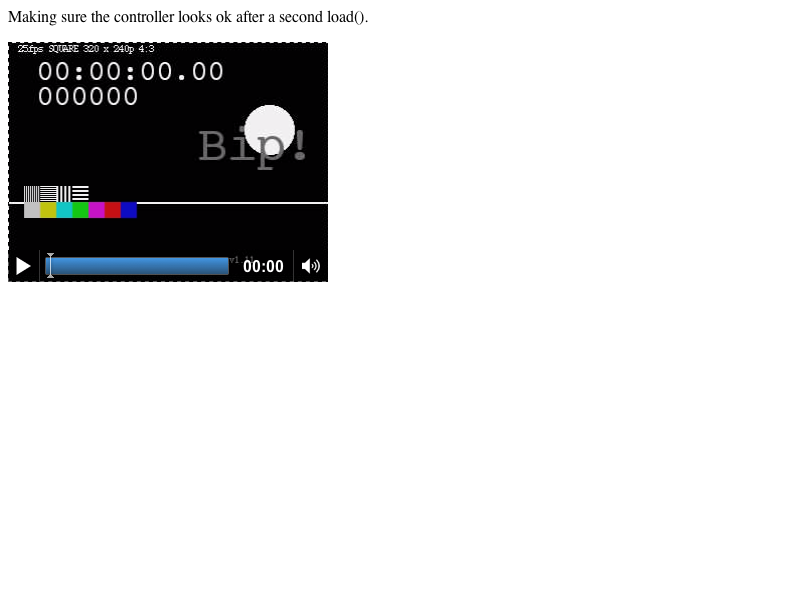 Making sure the controller looks ok after a second load().
25fps SQUARE 320 x 240p 4:3
00:00:00.00
000000
Bip!
00:00